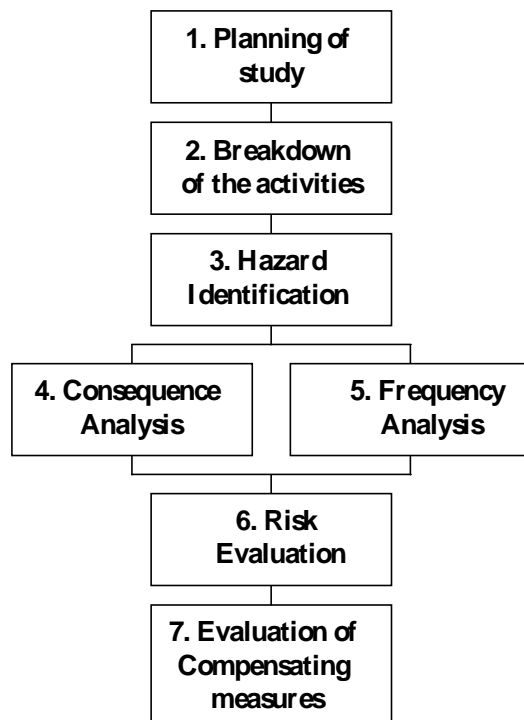 1. Planning of
study
2. Breakdown
of the activities
3. Hazard
Identification
4. Consequence
Analysis
5. Frequency
Analysis
6. Risk
Evaluation
7. Evaluation of
Compensating
measures